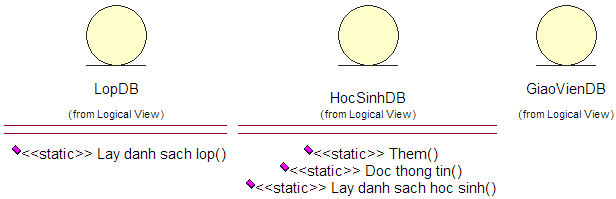 LopDB
(from Logical View)
<<static>> Lay danh sach lop()
HocSinhDB
(from Logical View)
<<static>> Them()
<<static>> Doc thong tin()
<<static>> Lay danh sach hoc sinh()
GiaoVienDB
(from Logical View)